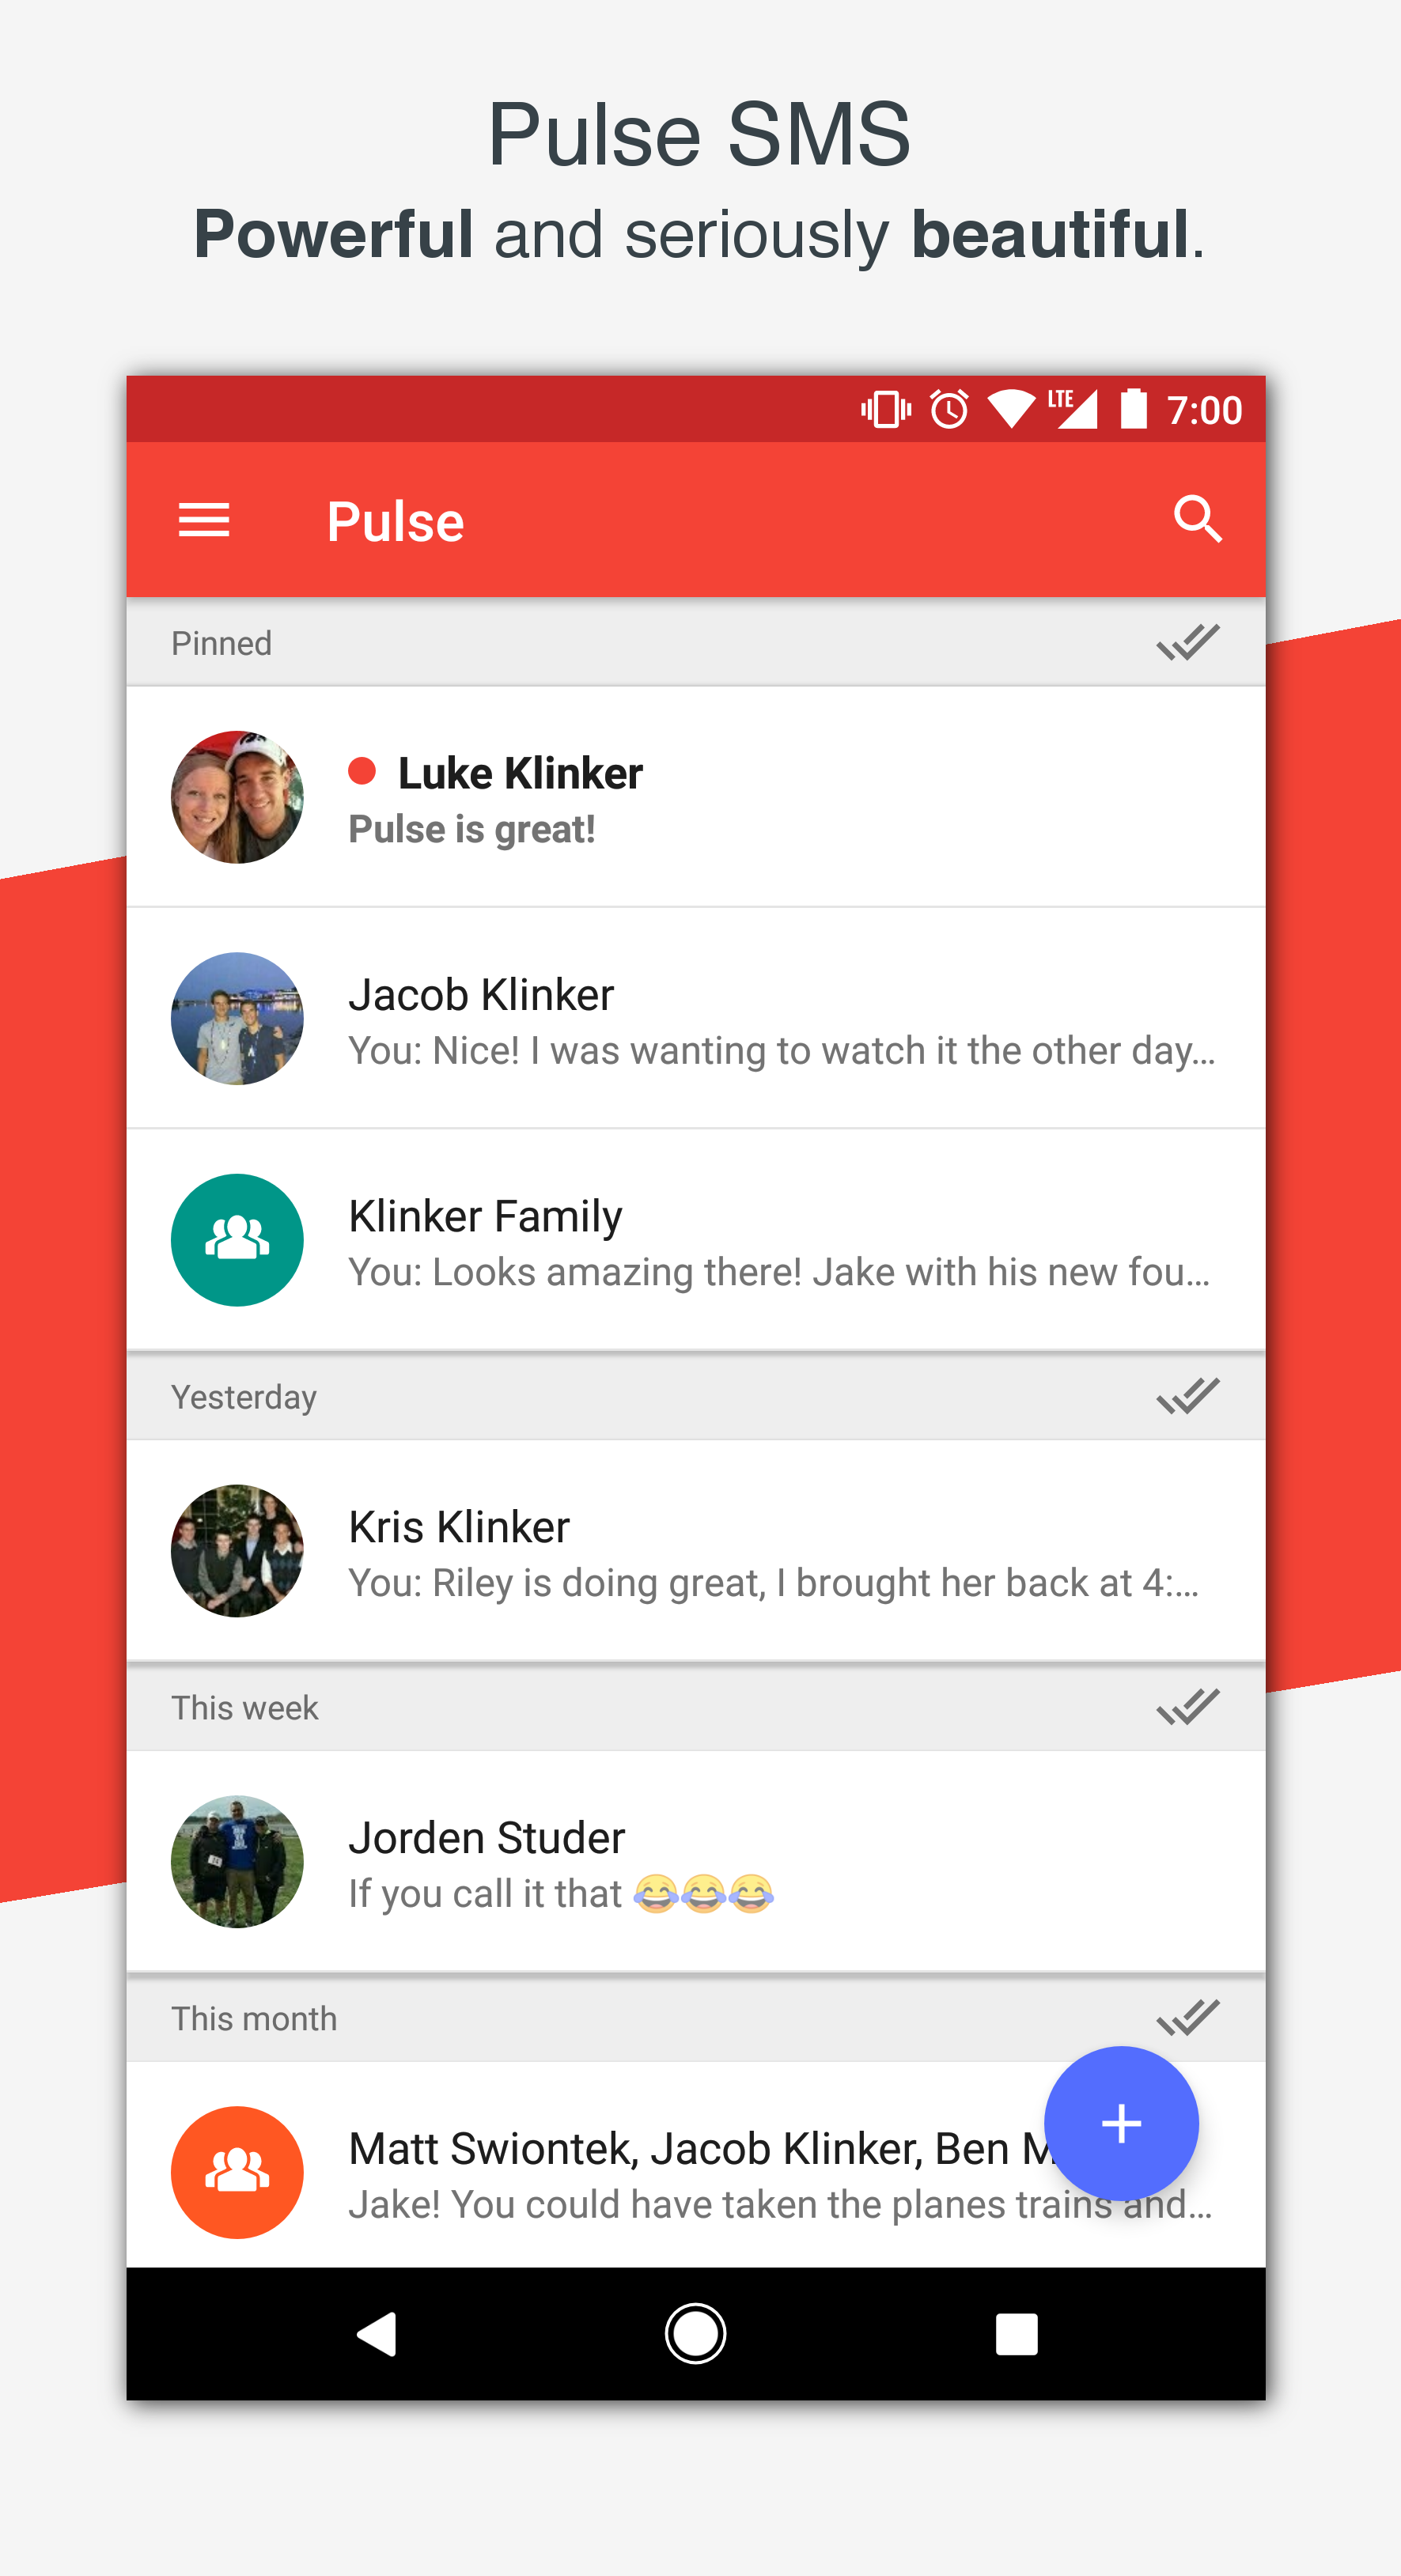 Pulse SMS
Powerful and seriously beautiful.
LTE 7:00
Pulse
Pinned
Luke Klinker
Pulse is great!
Jacob Klinker
You: Nice! I was wanting to watch it the other day...
Klinker Family
You: Looks amazing there! Jake with his new fou...
Yesterday
Kris Klinker
You: Riley is doing great, I brought her back at 4:...
This week
Jorden Studer
If you call it that 😂😂😂
This month
Matt Swiontek, Jacob Klinker, Ben M
Jake! You could have taken the planes trains and...